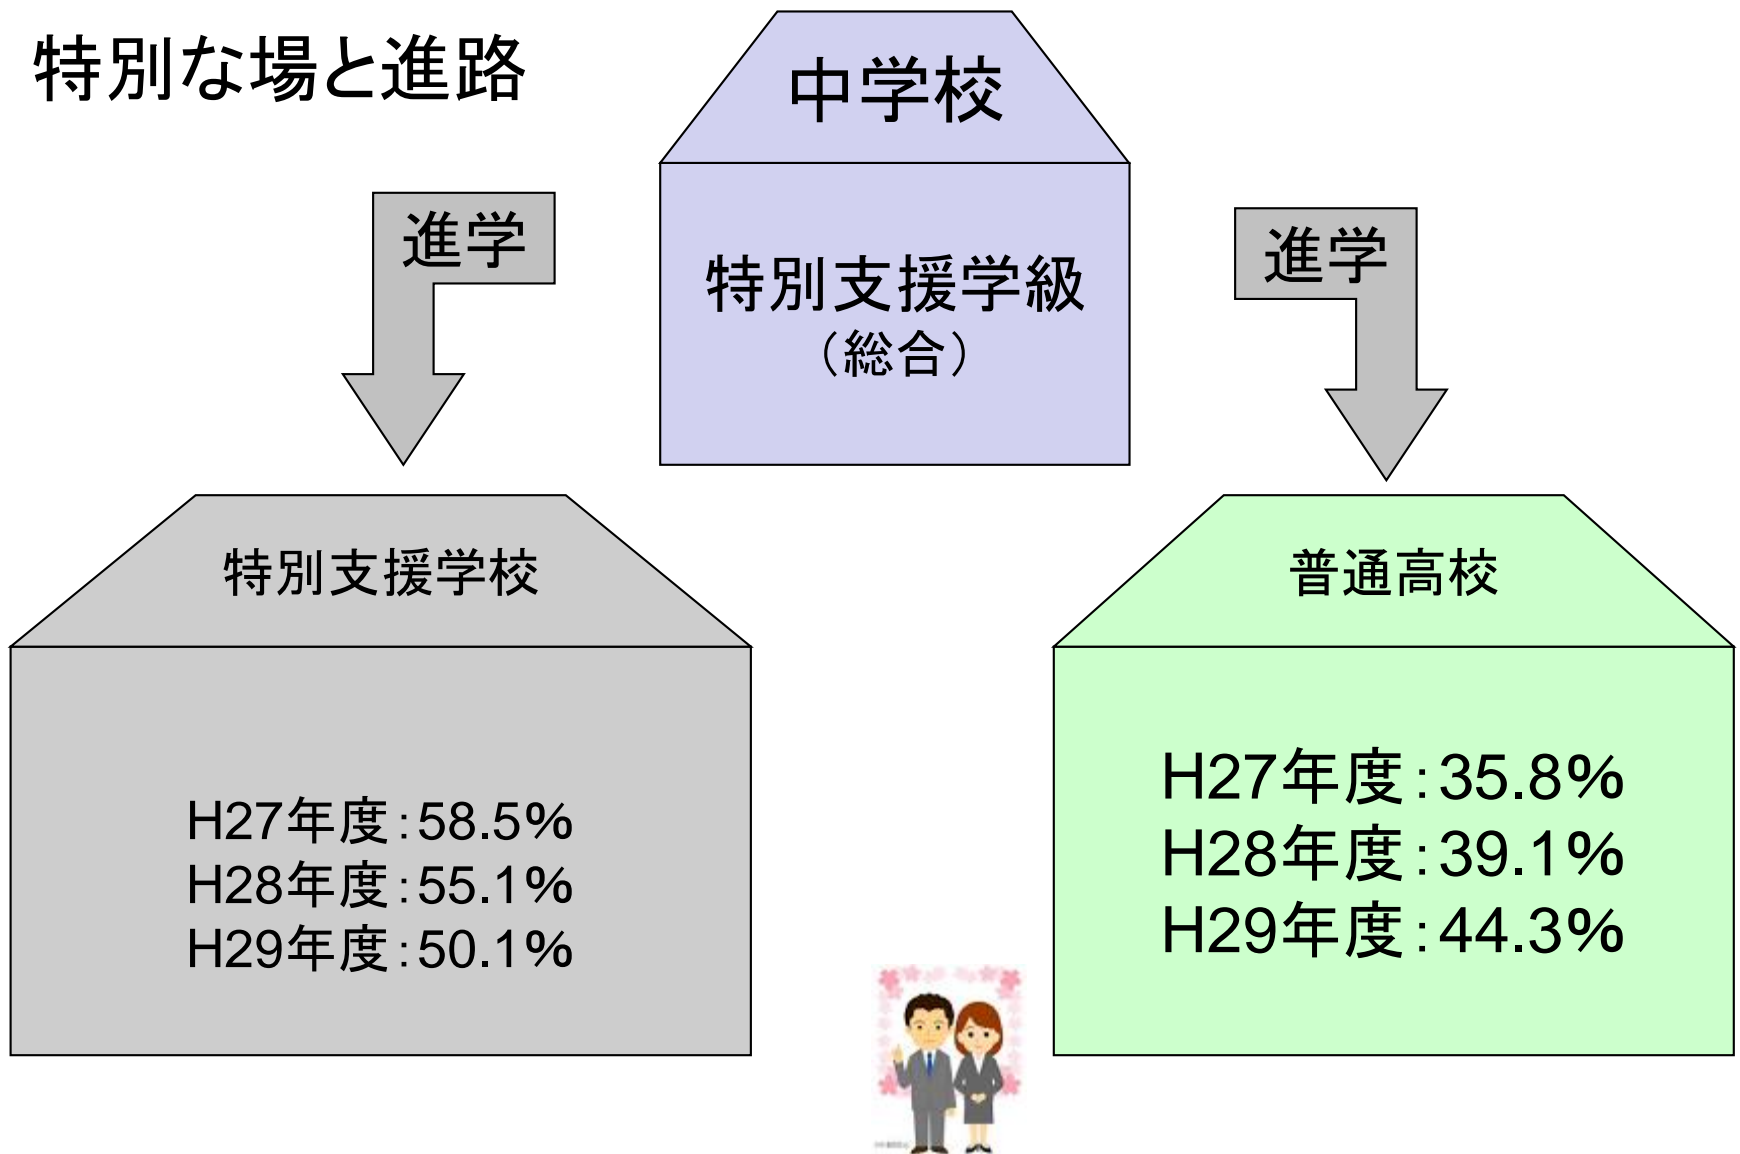 特別な場と進路
中学校
特別支援学級
（総合）
進学
進学
特別支援学校
H27年度：58.5%
H28年度：55.1%
H29年度：50.1%
普通高校
H27年度：35.8%
H28年度：39.1%
H29年度：44.3%